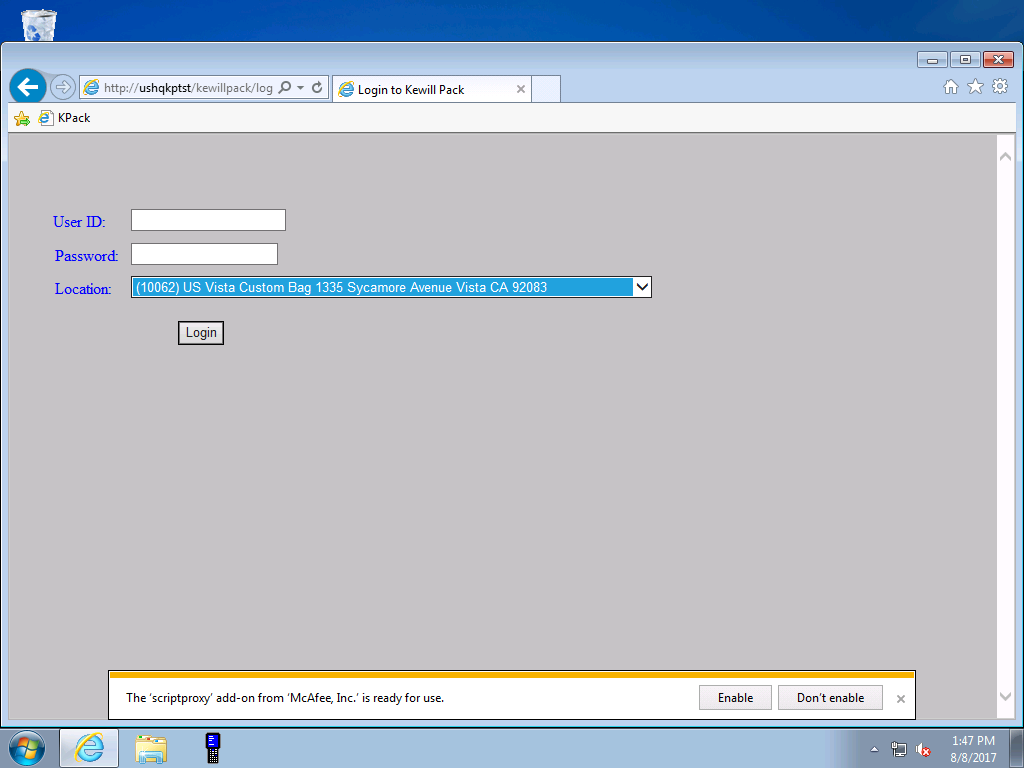 http://ushqkptst/kewillpack/log
Login to Kewill Pack
KPack
User ID:
Password:
Location:
(10062) US Vista Custom Bag 1335 Sycamore Avenue Vista CA 92083
Login
The ‘scriptproxy’ add-on from ‘McAfee, Inc.’ is ready for use.
Enable
Don’t enable
1:47 PM
8/8/2017